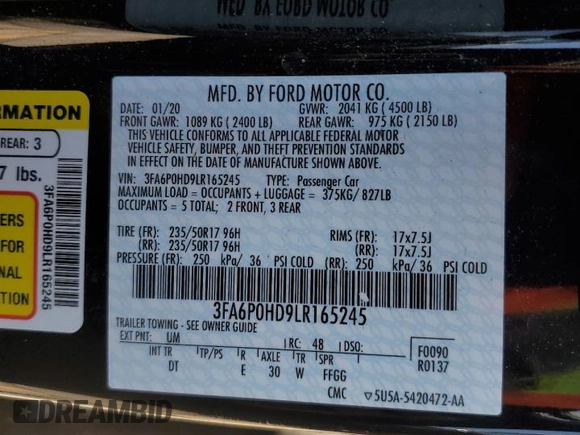 MFD. BY FORD MOTOR CO.
MFD. BY FORD MOTOR CO.
DATE: 01/20 GVWR: 2041 KG ( 4500 LB)
FRONT GAWR: 1089 KG ( 2400 LB) REAR GAWR: 975 KG ( 2150 LB)
THIS VEHICLE CONFORMS TO ALL APPLICABLE FEDERAL MOTOR
VEHICLE SAFETY, BUMPER, AND THEFT PREVENTION STANDARDS
IN EFFECT ON THE DATE OF MANUFACTURE SHOWN ABOVE.
VIN: 3FA6P0HD9LR165245 TYPE: Passenger Car
MAXIMUM LOAD = OCCUPANTS + LUGGAGE = 375KG/ 827LB
OCCUPANTS = 5 TOTAL; 2 FRONT, 3 REAR
TIRE (FR): 235/50R17 96H RIMS (FR): 17x7.5J
(RR): 235/50R17 96H (RR): 17x7.5J
PRESSURE (FR): 250 kPa/ 36 PSI COLD (RR): 250 kPa/ 36 PSI COLD
3FA6P0HD9LR165245
TRAILER TOWING - SEE OWNER GUIDE
EXT PNT: UM RC: 48 DSO: F0090
INT TR TP/PS R AXLE TR SPR R0137
DT E 30 W FFGG
CMC 5U5A-5420472-AA
RMATION
REAR: 3
7 lbs.
ERS
FOR
NAL
ION
3FA6P0HD9LR165245
DREAMBID